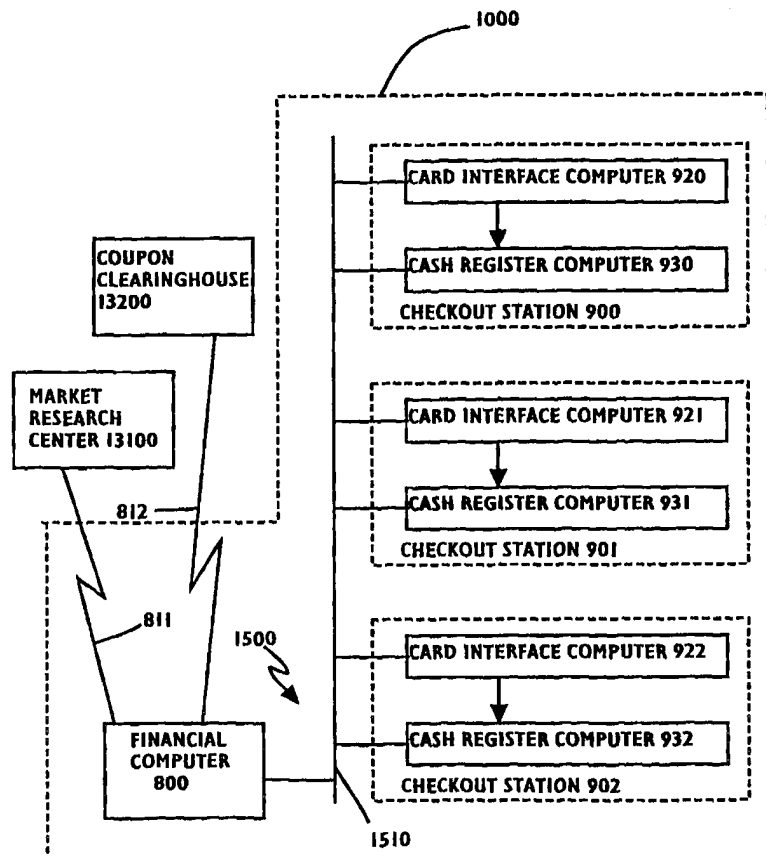 1000
CARD INTERFACE COMPUTER 920
CASH REGISTER COMPUTER 930
CHECKOUT STATION 900
COUPON
CLEARINGHOUSE
13200
MARKET
RESEARCH
CENTER 13100
CARD INTERFACE COMPUTER 921
CASH REGISTER COMPUTER 931
CHECKOUT STATION 901
812
811
1500
CARD INTERFACE COMPUTER 922
CASH REGISTER COMPUTER 932
CHECKOUT STATION 902
FINANCIAL
COMPUTER
800
1510